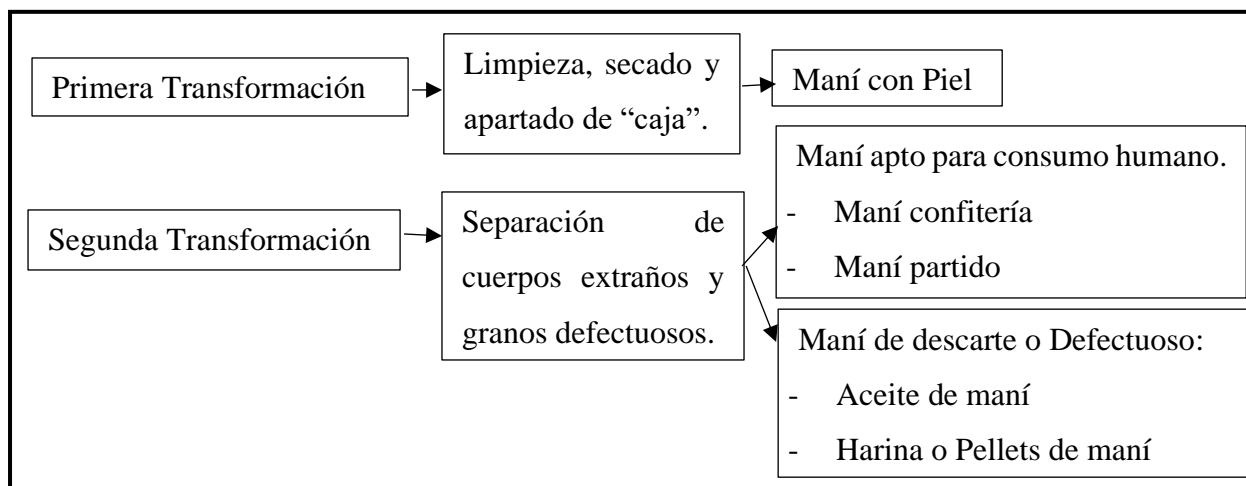 Primera Transformación
Limpieza, secado y
apartado de “caja”.
Maní con Piel
Segunda Transformación
Separación de
cuerpos extraños y
granos defectuosos.
Maní apto para consumo humano.
- Maní confitería
- Maní partido
Maní de descarte o Defectuoso:
- Aceite de maní
- Harina o Pellets de maní